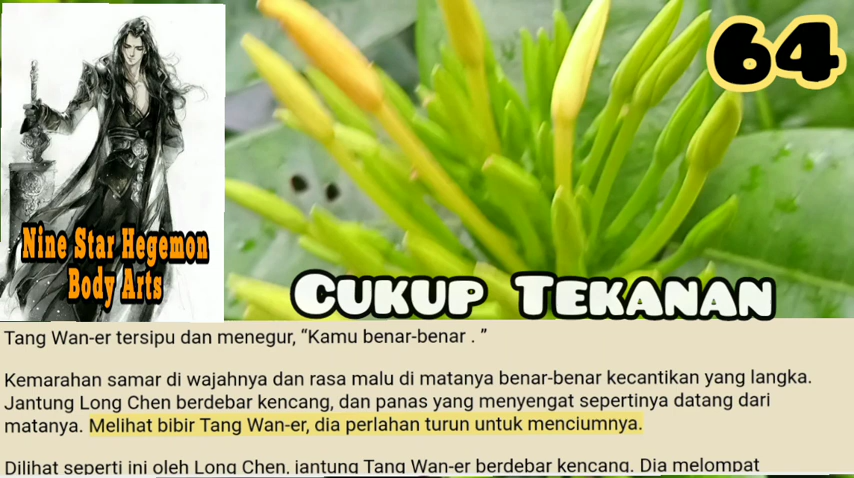 64
Nine Star Hegemon
Body Arts
Cukup Tekanan
Tang Wan-er tersipu dan menegur, “Kamu benar-benar . ”
Kemarahan samar di wajahnya dan rasa malu di matanya benar-benar kecantikan yang langka.
Jantung Long Chen berdebar kencang, dan panas yang menyengat sepertinya datang dari
matanya. Melihat bibir Tang Wan-er, dia perlahan turun untuk menciumnya.
Dilihat seperti ini oleh Long Chen, jantung Tang Wan-er berdebar kencang. Dia melompat